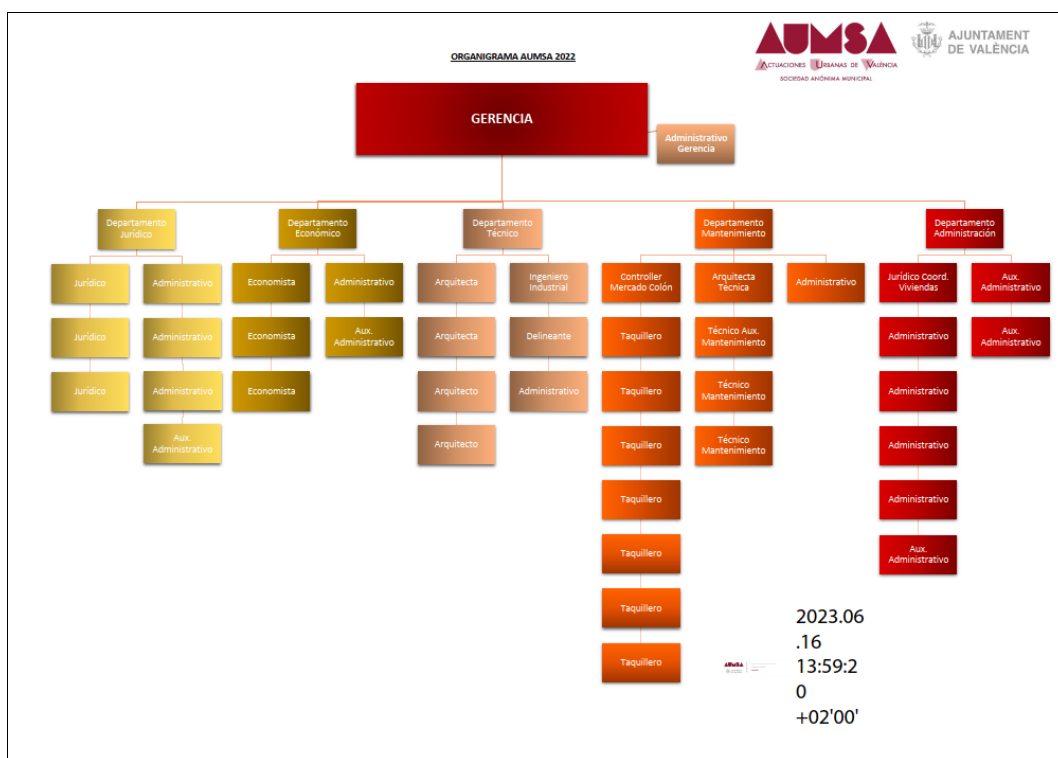 ORGANIGRAMA AUMSA 2022
AUMSA
ACTUACIONES URBANAS DE VALÈNCIA
SOCIEDAD ANÓNIMA MUNICIPAL
AJUNTAMENT
DE VALÈNCIA
GERENCIA
Administrativo
Gerencia
Departamento
Jurídico
Jurídico
Jurídico
Jurídico
Administrativo
Administrativo
Administrativo
Aux.
Administrativo
Departamento
Económico
Economista
Economista
Economista
Administrativo
Aux.
Administrativo
Departamento
Técnico
Arquitecta
Arquitecta
Arquitecto
Arquitecto
Ingeniero
Industrial
Delineante
Administrativo
Departamento
Mantenimiento
Controller
Mercado Colón
Taquillero
Taquillero
Taquillero
Taquillero
Taquillero
Taquillero
Taquillero
Arquitecta
Técnica
Técnico Aux.
Mantenimiento
Técnico
Mantenimiento
Técnico
Mantenimiento
Administrativo
Departamento
Administración
Jurídico Coord.
Viviendas
Administrativo
Administrativo
Administrativo
Administrativo
Aux.
Administrativo
Aux.
Administrativo
Aux.
Administrativo
AUMSA
2023.06
.16
13:59:2
0
+02'00'